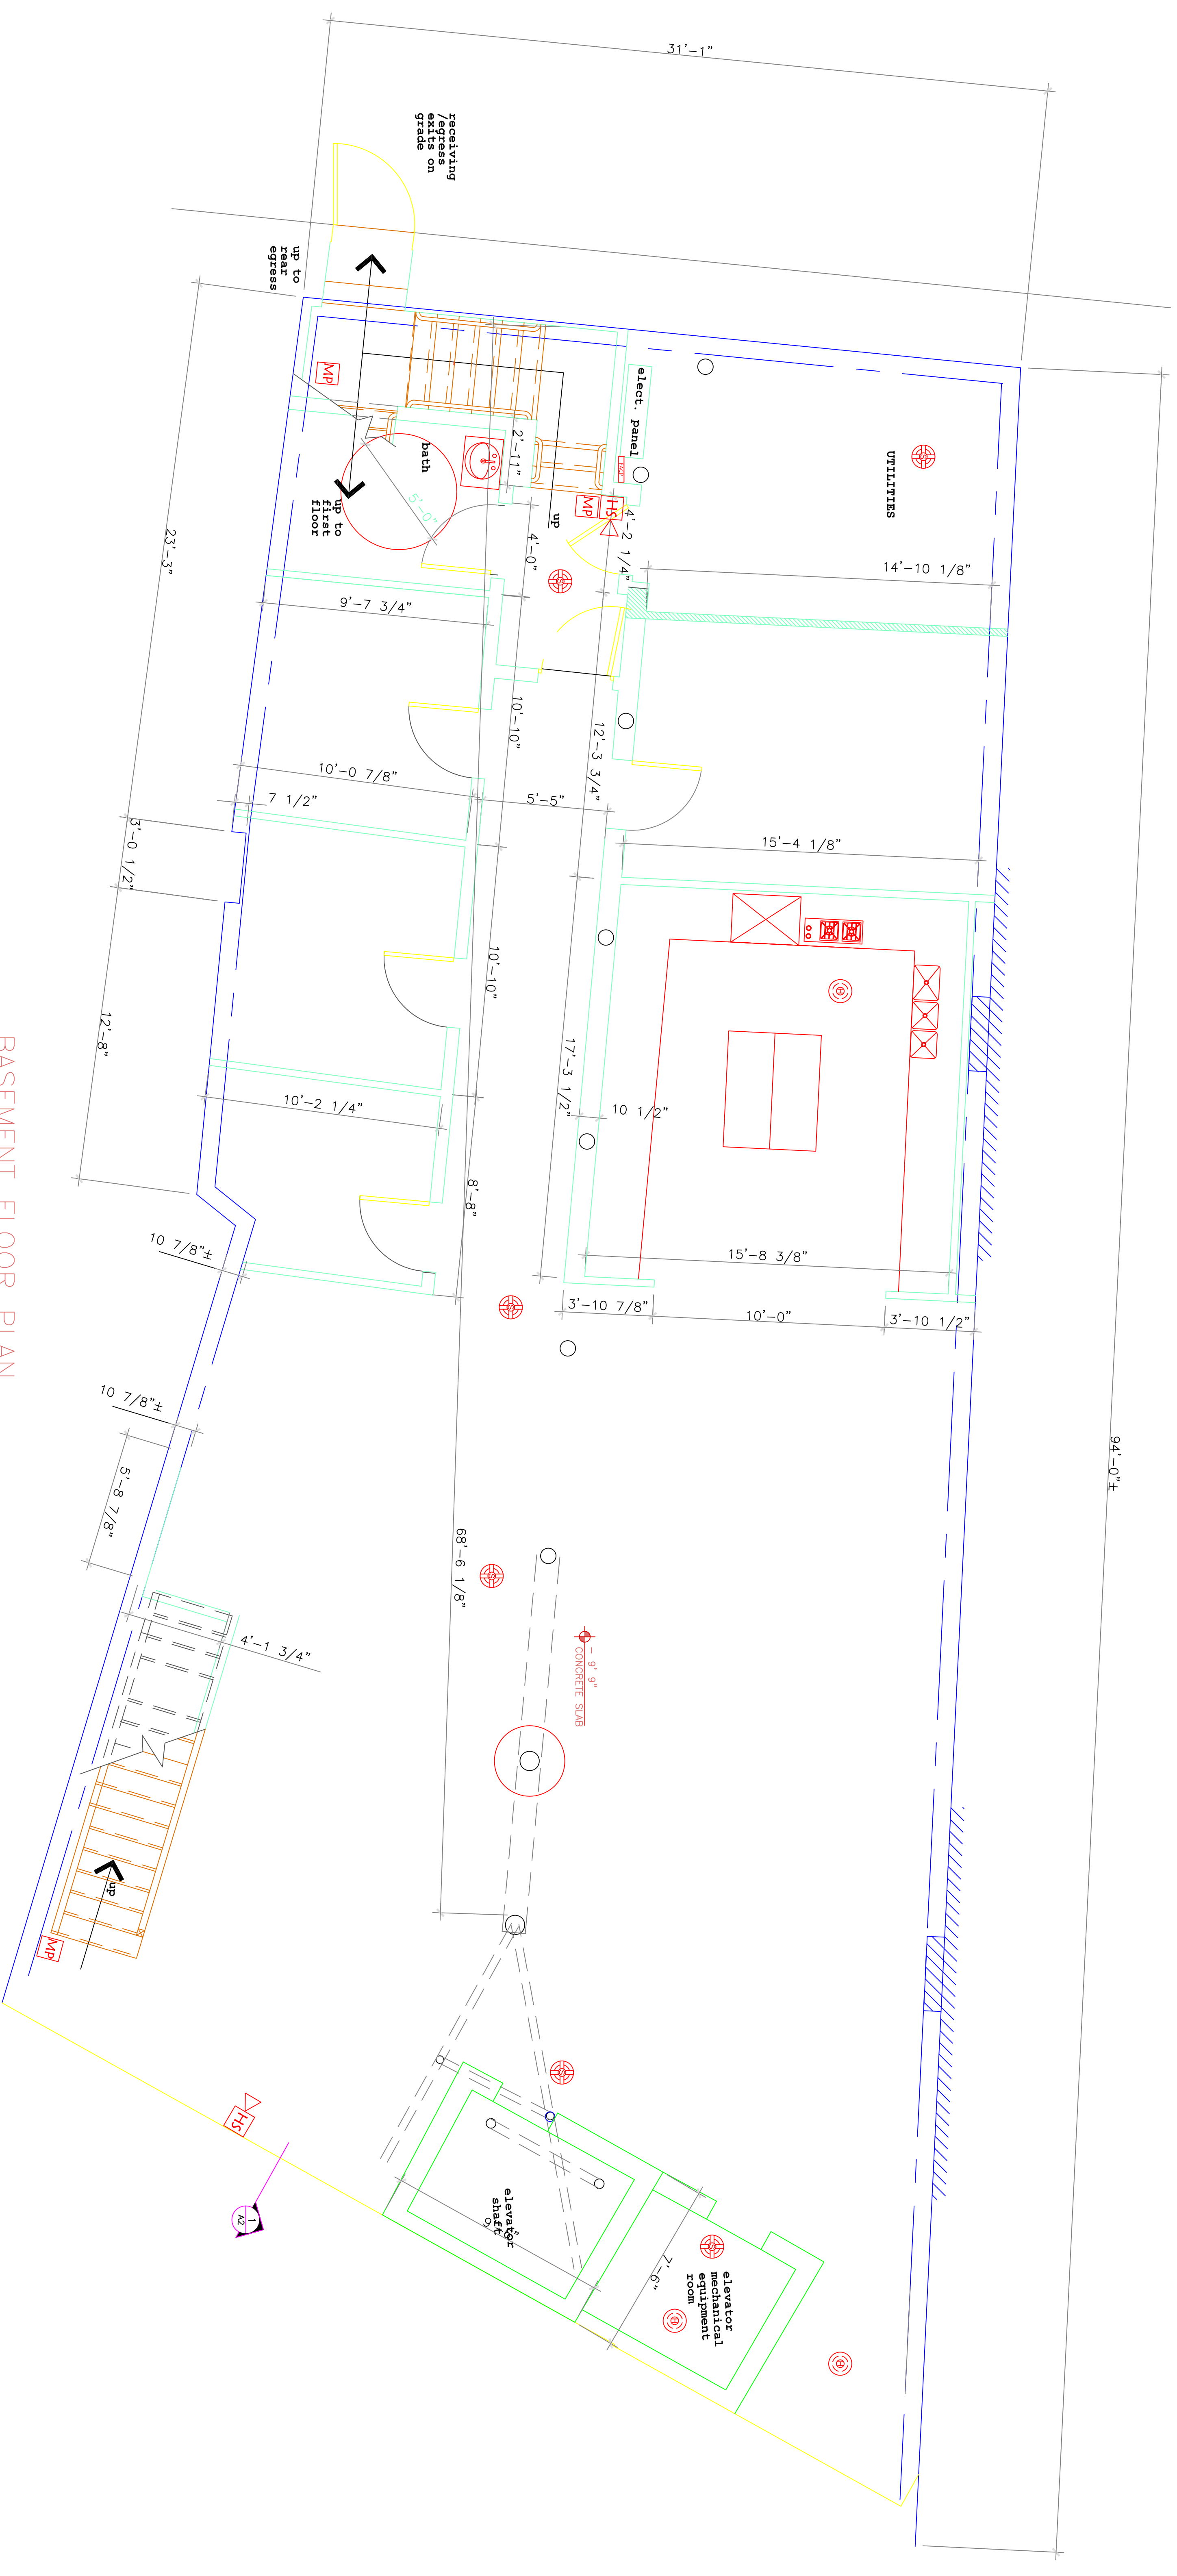 31'-1"
receiving
/egress
exits on
grade
up to
rear
egress
MP
elect. panel
bath
2'-11"
5'-0"
up to
first
floor
up
MP
HS
4'-2 1/4"
4'-0"
UTILITIES
14'-10 1/8"
23'-3"
9'-7 3/4"
10'-10"
12'-3 3/4"
10'-0 7/8"
7 1/2"
5'-5"
15'-4 1/8"
3'-0 1/2"
10'-10"
12'-8"
17'-3 1/2"
10 1/2"
10'-2 1/4"
8'-8"
15'-8 3/8"
10 7/8"±
3'-10 7/8"
10'-0"
3'-10 1/2"
BASEMENT FLOOR PLAN
10 7/8"±
94'-0"±
5'-8 7/8"
68'-6 1/8"
- 9' 9"
CONCRETE SLAB
4'-1 3/4"
up
MP
HS
1
A2
elevator
shaft
7'-6"
elevator
mechanical
equipment
room